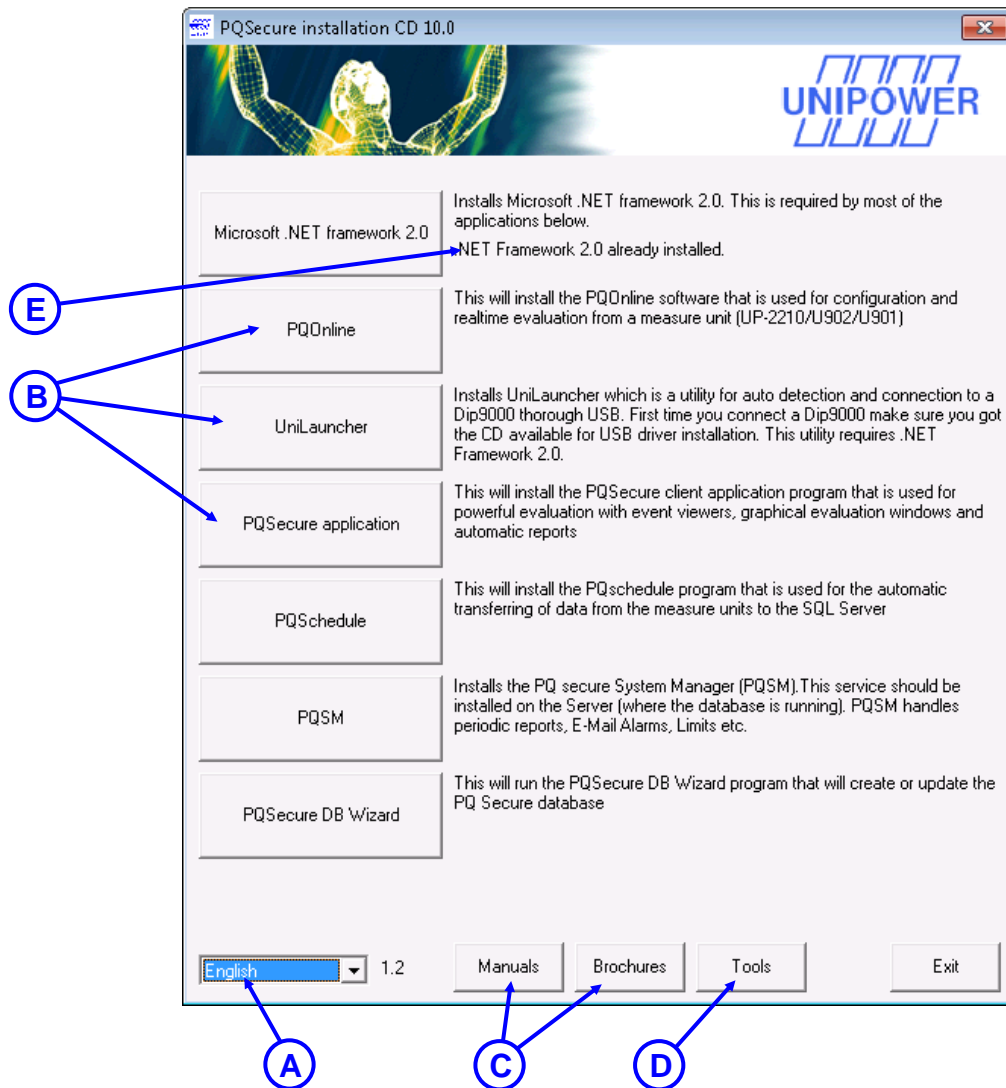 PQSecure installation CD 10.0
UNIPOWER
Microsoft .NET framework 2.0
Installs Microsoft .NET framework 2.0. This is required by most of the
applications below.
.NET Framework 2.0 already installed.
E
PQOnline
This will install the PQOnline software that is used for configuration and
realtime evaluation from a measure unit (UP-2210/U902/U901)
B
UniLauncher
Installs UniLauncher which is a utility for auto detection and connection to a
Dip9000 thorough USB. First time you connect a Dip9000 make sure you got
the CD available for USB driver installation. This utility requires .NET
Framework 2.0.
PQSecure application
This will install the PQSecure client application program that is used for
powerful evaluation with event viewers, graphical evaluation windows and
automatic reports
PQSchedule
This will install the PQschedule program that is used for the automatic
transferring of data from the measure units to the SQL Server
PQSM
Installs the PQ secure System Manager (PQSM).This service should be
installed on the Server (where the database is running). PQSM handles
periodic reports, E-Mail Alarms, Limits etc.
PQSecure DB Wizard
This will run the PQSecure DB Wizard program that will create or update the
PQ Secure database
English
1.2
Manuals
Brochures
Tools
Exit
A
C
D